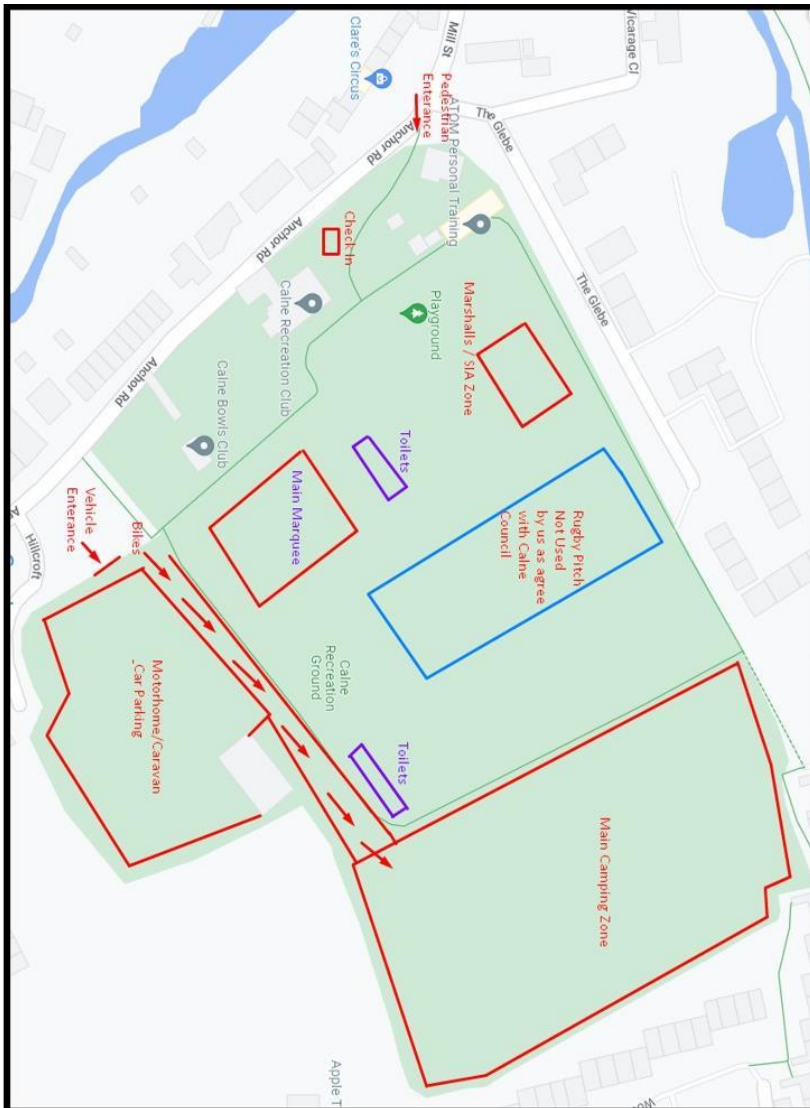 Clare's Circus
Mill St
Vicarage Cl
The Glebe
Pedestrian
Enterance
ATOM Personal Training
Anchor Rd
The Glebe
Check In
Anchor Rd
Calne Recreation Club
Playground
Marshalls / SIA Zone
Anchor Rd
Calne Bowls Club
Toilets
Main Marquee
Rugby Pitch
Not Used
by us as agree
with Calne
Council
Vehicle
Enterance
Bikes
Hillcroft
Calne
Recreation
Ground
Motorhome/Caravan
_Car Parking
Toilets
Main Camping Zone
Apple T